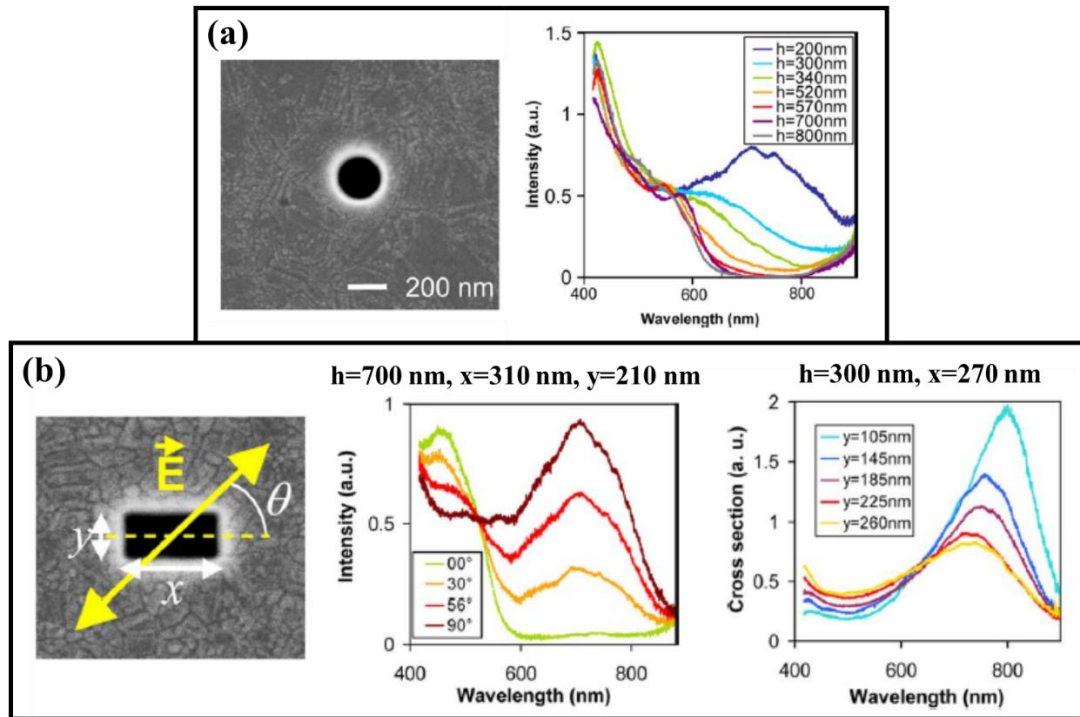 (a)
200 nm
Intensity (a.u.)
1.5
1
0.5
0
400
600
800
Wavelength (nm)
h=200nm
h=300nm
h=340nm
h=520nm
h=570nm
h=700nm
h=800nm
(b)
E
θ
y
x
h=700 nm, x=310 nm, y=210 nm
Intensity (a.u.)
1
0.5
0
400
500
600
700
800
Wavelength (nm)
00°
30°
56°
90°
h=300 nm, x=270 nm
Cross section (a. u.)
2
1.5
1
0.5
0
400
600
800
Wavelength (nm)
y=105nm
y=145nm
y=185nm
y=225nm
y=260nm